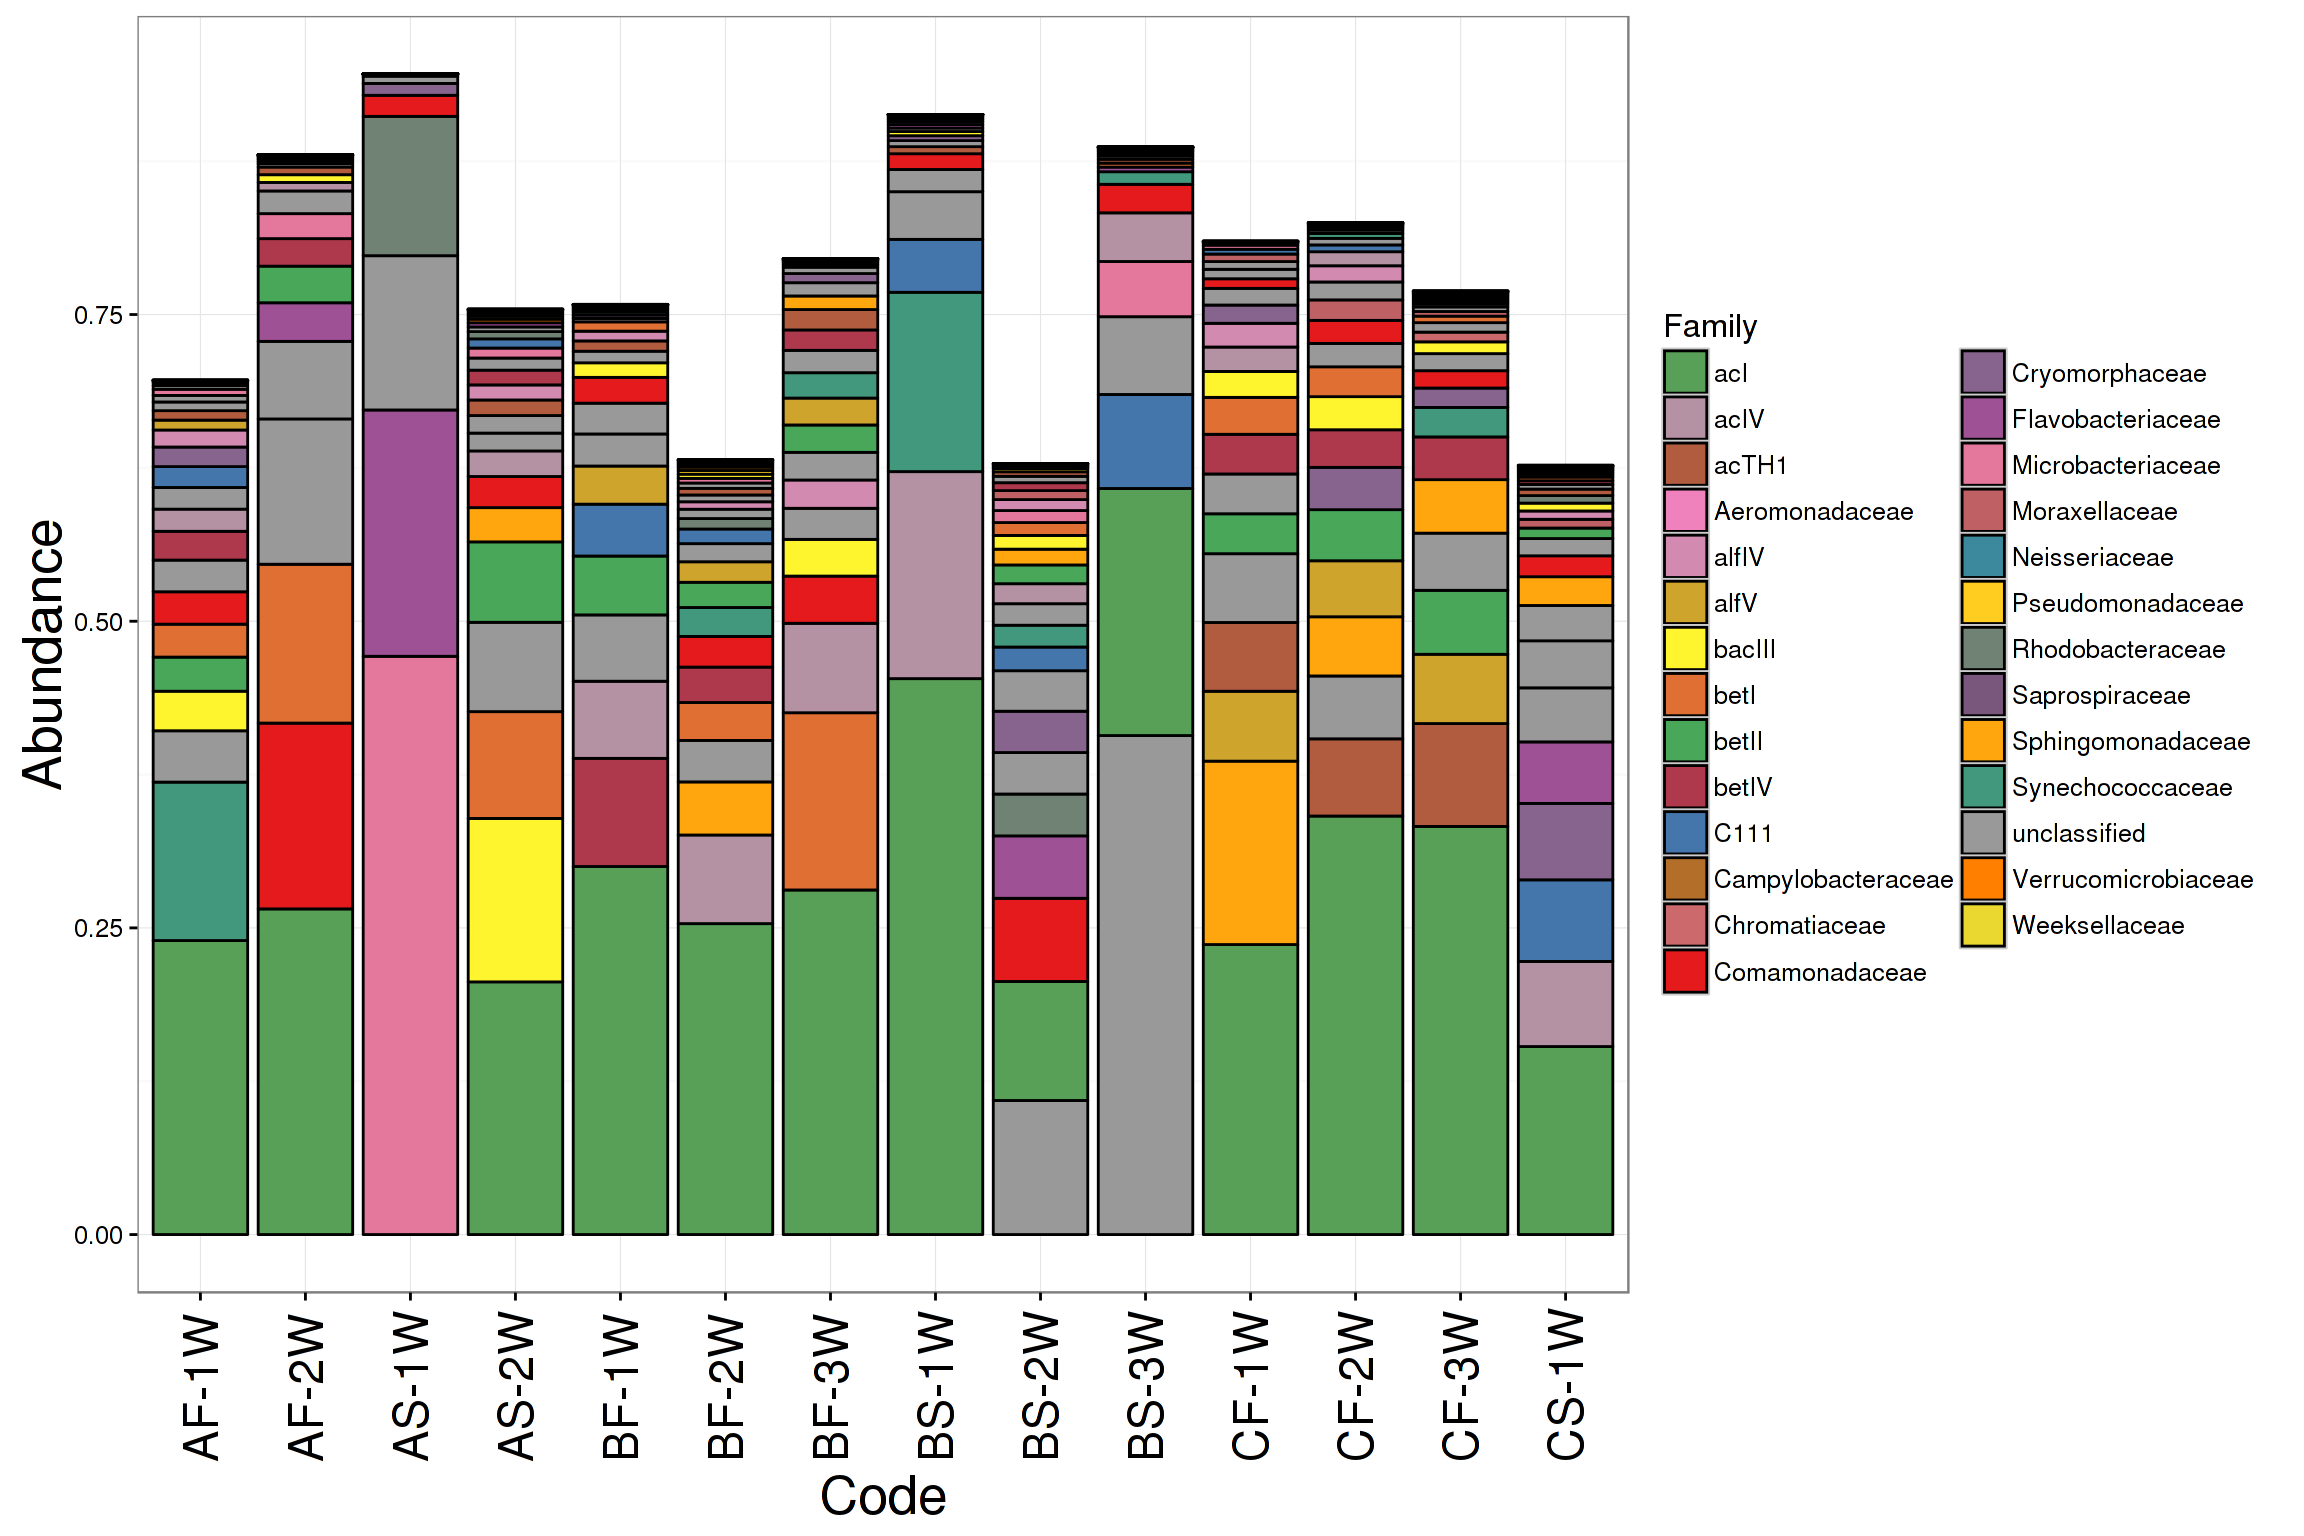 Abundance
0.75
0.50
0.25
0.00
AF-1W
AF-2W
AS-1W
AS-2W
BF-1W
BF-2W
BF-3W
BS-1W
BS-2W
BS-3W
CF-1W
CF-2W
CF-3W
CS-1W
Code
Family
acI
acIV
acTH1
Aeromonadaceae
alfIV
alfV
bacIII
betI
betII
betIV
C111
Campylobacteraceae
Chromatiaceae
Comamonadaceae
Cryomorphaceae
Flavobacteriaceae
Microbacteriaceae
Moraxellaceae
Neisseriaceae
Pseudomonadaceae
Rhodobacteraceae
Saprospiraceae
Sphingomonadaceae
Synechococcaceae
unclassified
Verrucomicrobiaceae
Weeksellaceae